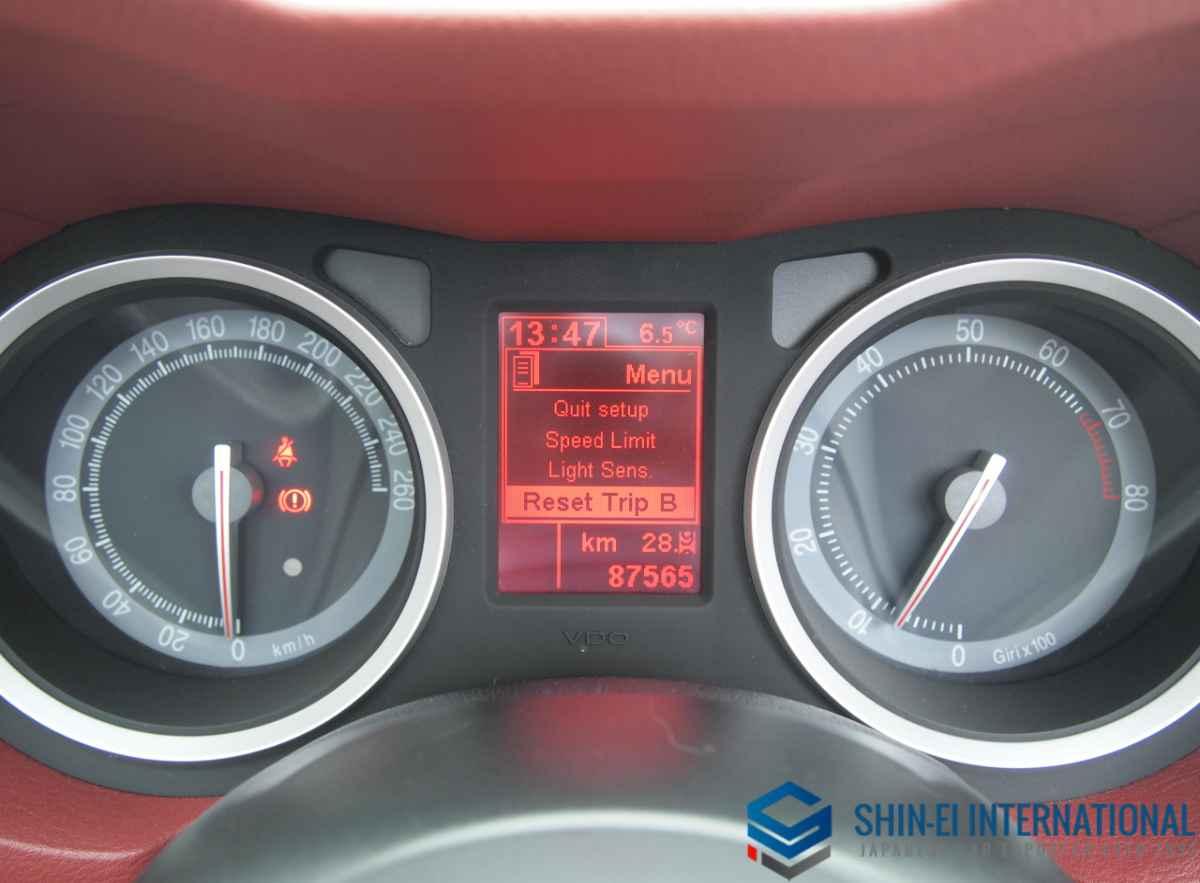 13:47 6.5°C
Menu
Quit setup
Speed Limit
Light Sens.
Reset Trip B
km 28.
87565
0 20 40 60 80 100 120 140 160 180 200 220 240 260
km/h
0 10 20 30 40 50 60 70 80
Giri x 100
VDO
SHIN-EI INTERNATIONAL